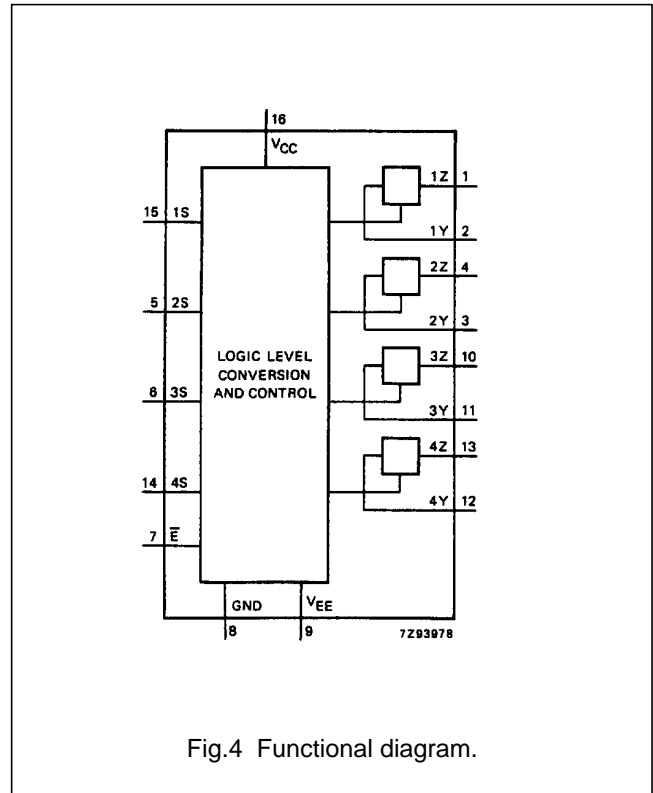 16
VCC
1Z 1
15 1S
1Y 2
2Z 4
5 2S
2Y 3
LOGIC LEVEL
CONVERSION
AND CONTROL
3Z 10
6 3S
3Y 11
4Z 13
14 4S
4Y 12
7 E̅
GND
VEE
8
9
7Z93978
Fig.4 Functional diagram.